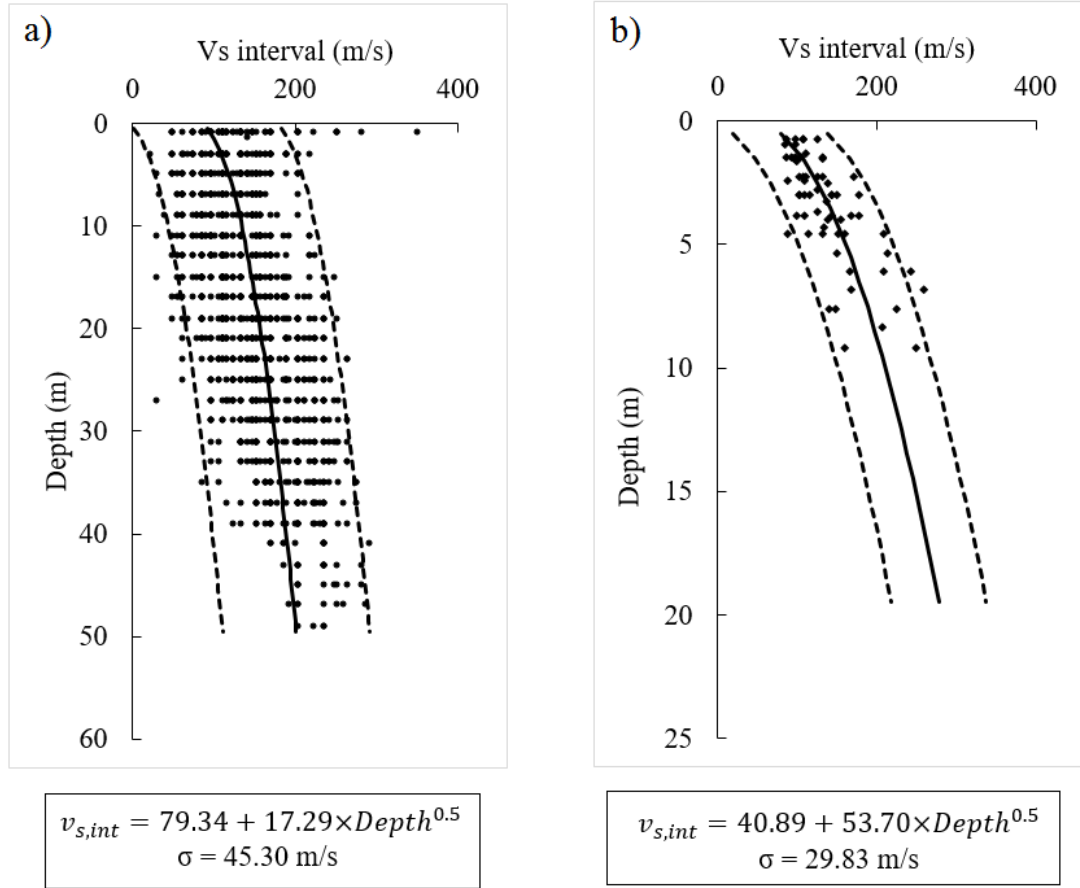 a)
Vs interval (m/s)
0 200 400
0
10
20
30
40
50
60
Depth (m)
v_{s,int} = 79.34 + 17.29×Depth^{0.5}
σ = 45.30 m/s
b)
Vs interval (m/s)
0 200 400
0
5
10
15
20
25
Depth (m)
v_{s,int} = 40.89 + 53.70×Depth^{0.5}
σ = 29.83 m/s